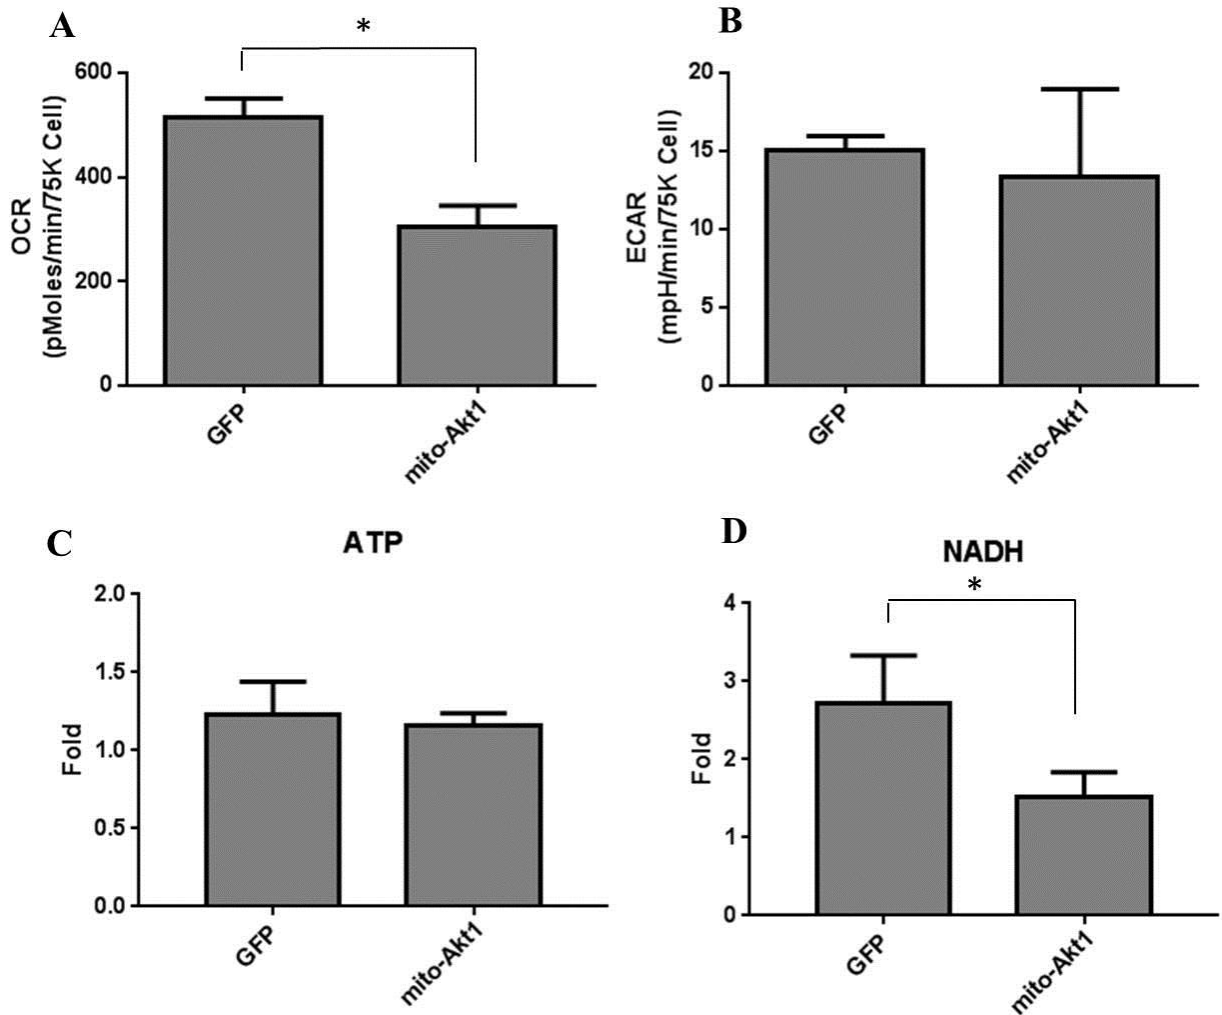 A
*
600
400
200
0
OCR
(pMoles/min/75K Cell)
GFP
mito-Akt1
B
20
15
10
5
0
ECAR
(mpH/min/75K Cell)
GFP
mito-Akt1
C
ATP
2.0
1.5
1.0
0.5
0.0
Fold
GFP
mito-Akt1
D
NADH
*
4
3
2
1
0
Fold
GFP
mito-Akt1